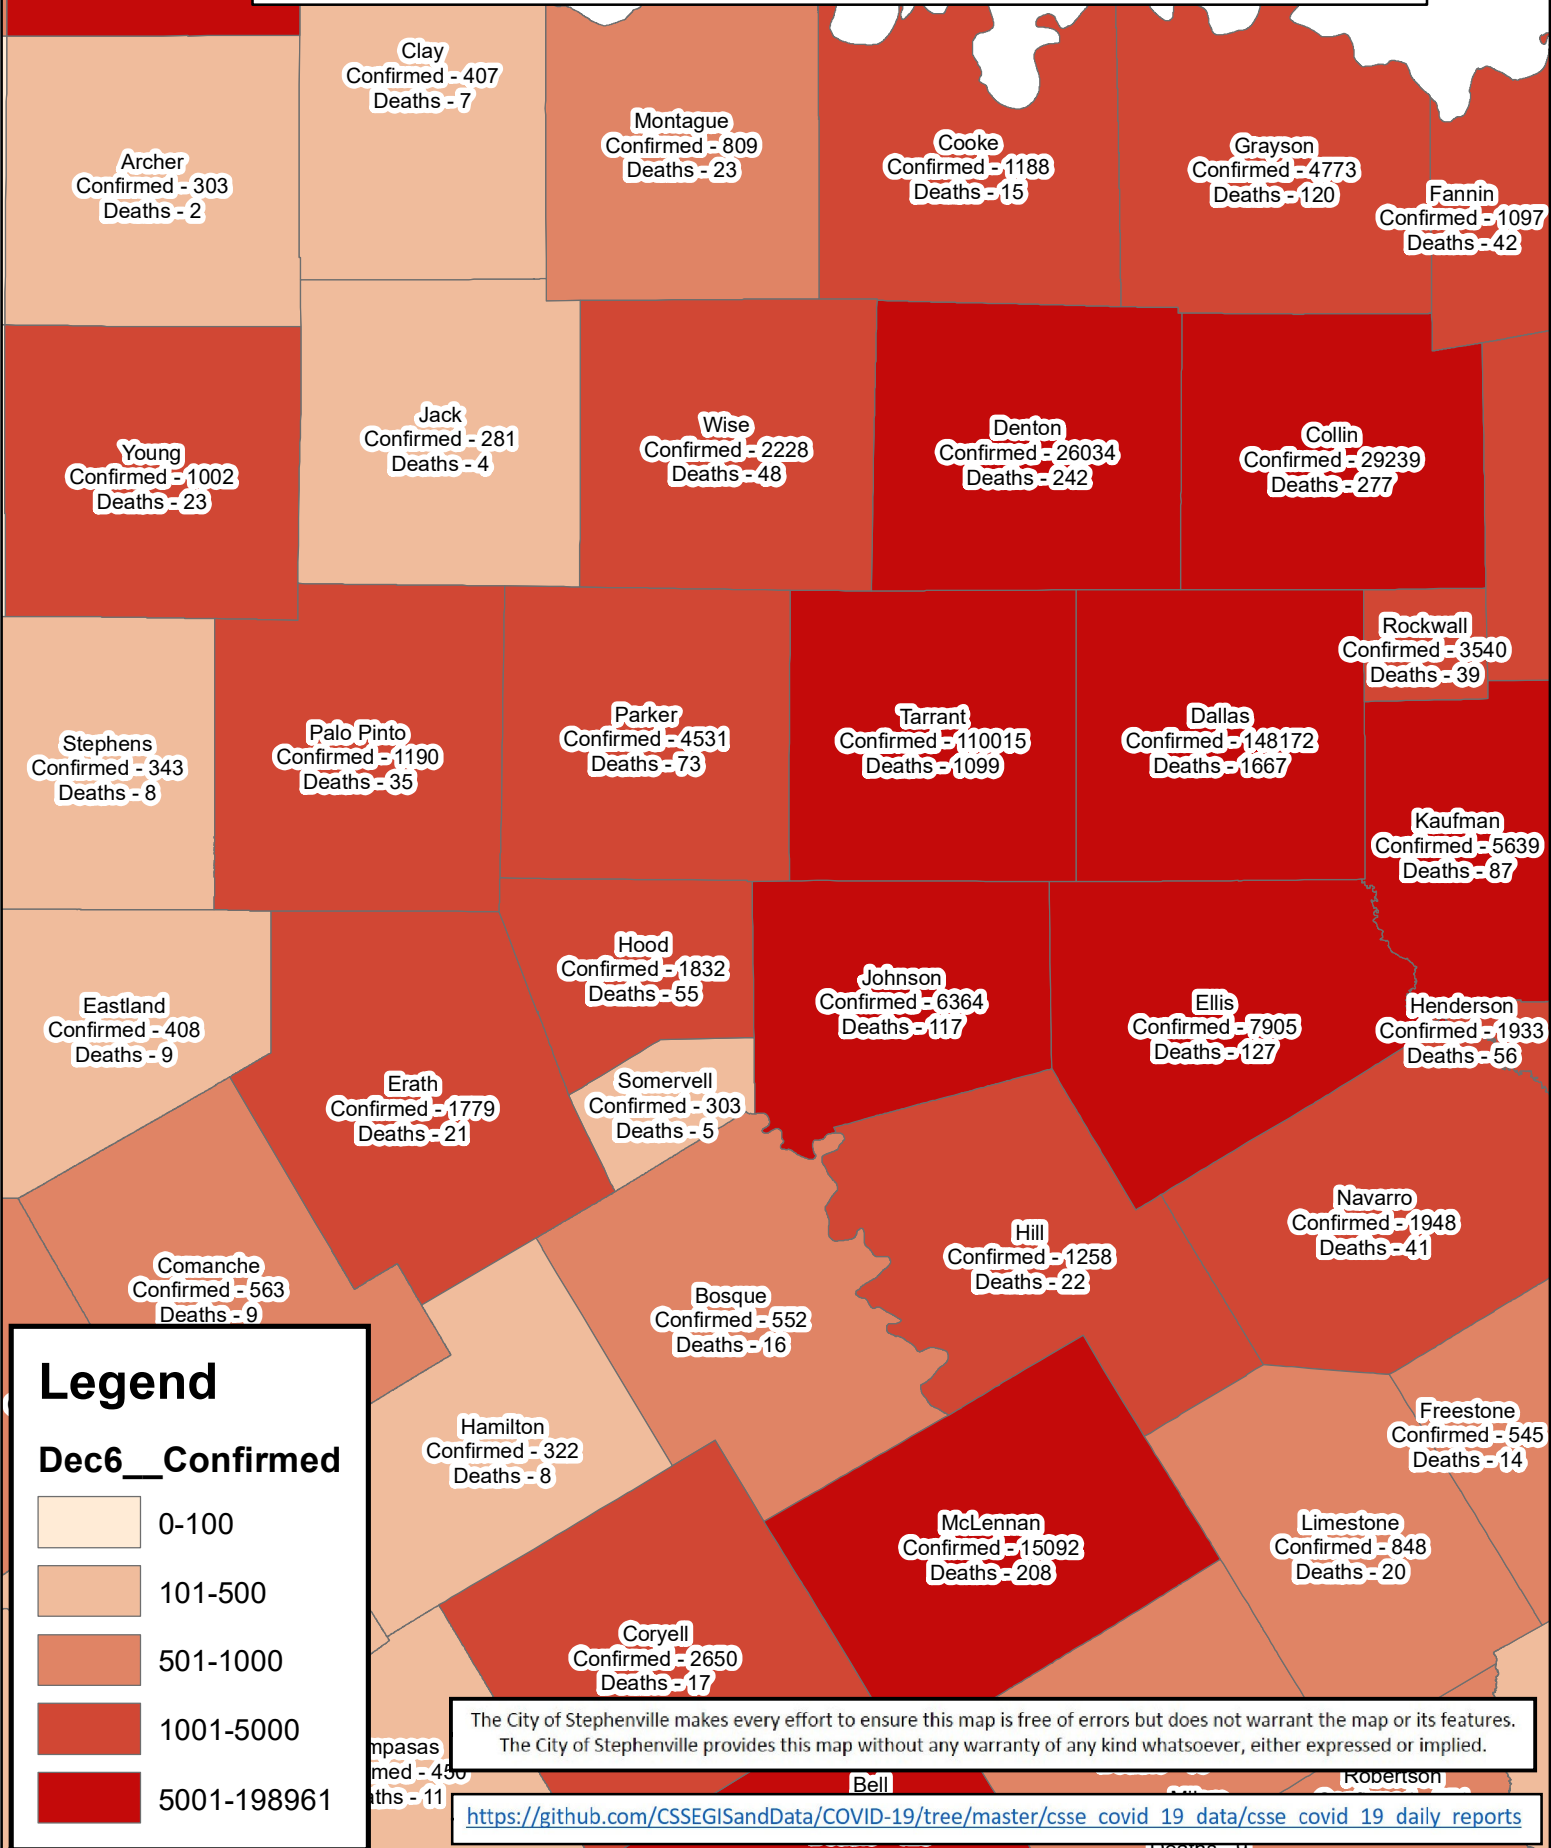 Clay
Confirmed - 407
Deaths - 7
Montague
Confirmed - 809
Deaths - 23
Cooke
Confirmed - 1188
Deaths - 15
Grayson
Confirmed - 4773
Deaths - 120
Archer
Confirmed - 303
Deaths - 2
Fannin
Confirmed - 1097
Deaths - 42
Young
Confirmed - 1002
Deaths - 23
Jack
Confirmed - 281
Deaths - 4
Wise
Confirmed - 2228
Deaths - 48
Denton
Confirmed - 26034
Deaths - 242
Collin
Confirmed - 29239
Deaths - 277
Rockwall
Confirmed - 3540
Deaths - 39
Stephens
Confirmed - 343
Deaths - 8
Palo Pinto
Confirmed - 1190
Deaths - 35
Parker
Confirmed - 4531
Deaths - 73
Tarrant
Confirmed - 110015
Deaths - 1099
Dallas
Confirmed - 148172
Deaths - 1667
Kaufman
Confirmed - 5639
Deaths - 87
Eastland
Confirmed - 408
Deaths - 9
Hood
Confirmed - 1832
Deaths - 55
Johnson
Confirmed - 6364
Deaths - 117
Ellis
Confirmed - 7905
Deaths - 127
Henderson
Confirmed - 1933
Deaths - 56
Erath
Confirmed - 1779
Deaths - 21
Somervell
Confirmed - 303
Deaths - 5
Navarro
Confirmed - 1948
Deaths - 41
Comanche
Confirmed - 563
Deaths - 9
Bosque
Confirmed - 552
Deaths - 16
Hill
Confirmed - 1258
Deaths - 22
Hamilton
Confirmed - 322
Deaths - 8
Freestone
Confirmed - 545
Deaths - 14
McLennan
Confirmed - 15092
Deaths - 208
Limestone
Confirmed - 848
Deaths - 20
Coryell
Confirmed - 2650
Deaths - 17
mpasas
med - 450
aths - 11
Bell
Robertson
Legend
Dec6__Confirmed
0-100
101-500
501-1000
1001-5000
5001-198961
The City of Stephenville makes every effort to ensure this map is free of errors but does not warrant the map or its features.
The City of Stephenville provides this map without any warranty of any kind whatsoever, either expressed or implied.
https://github.com/CSSEGISandData/COVID-19/tree/master/csse_covid_19_data/csse_covid_19_daily_reports